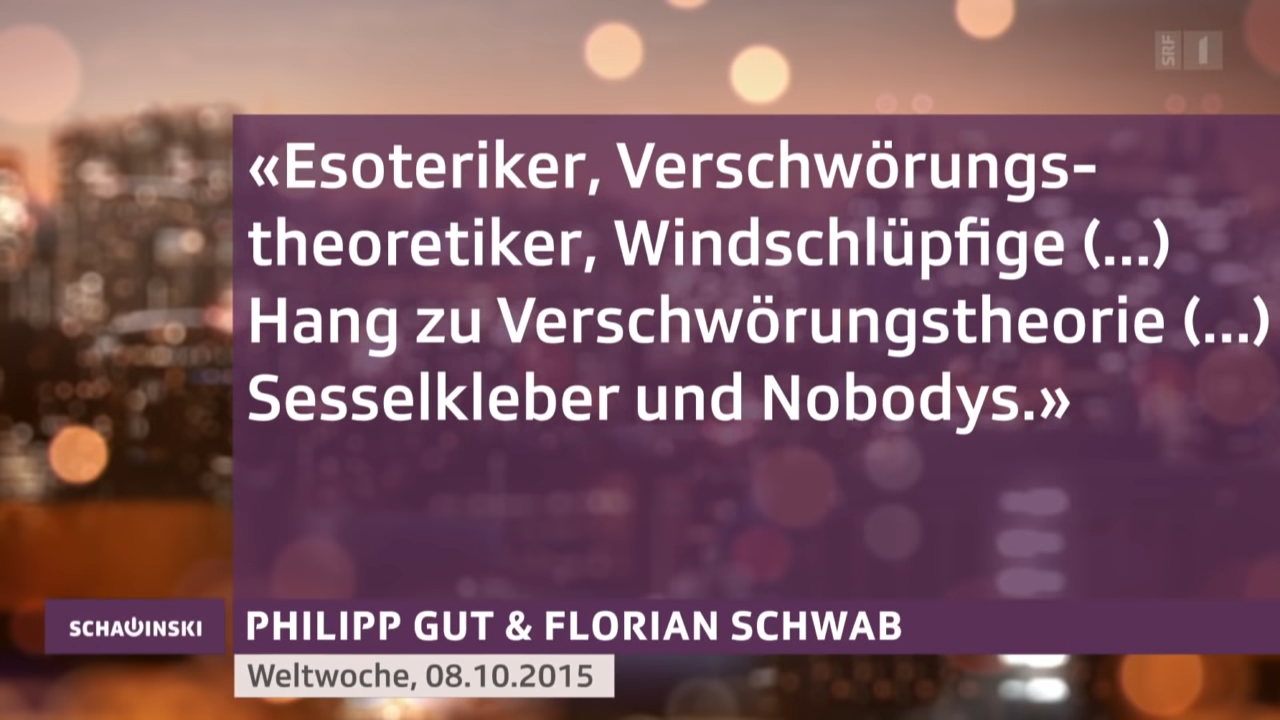 SRF 1
«Esoteriker, Verschwörungs-
theoretiker, Windschlüpfige (...)
Hang zu Verschwörungstheorie (...)
Sesselkleber und Nobodys.»
SCHAWINSKI
PHILIPP GUT & FLORIAN SCHWAB
Weltwoche, 08.10.2015